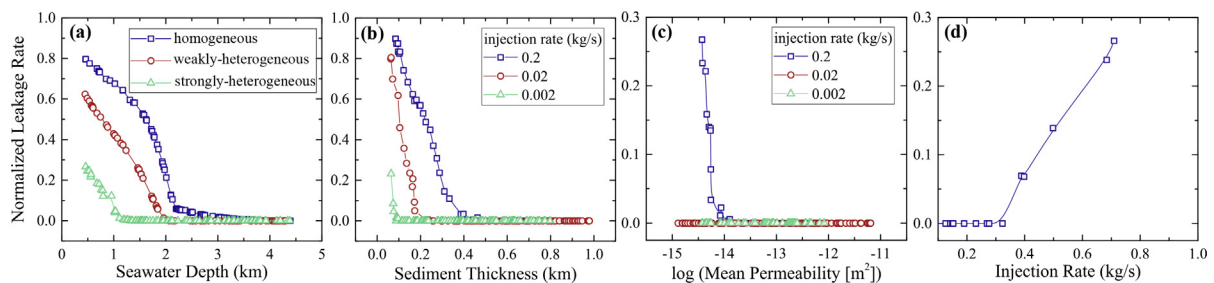 Normalized Leakage Rate
(a)
homogeneous
weakly-heterogeneous
strongly-heterogeneous
1.0
0.8
0.6
0.4
0.2
0.0
0 1 2 3 4 5
Seawater Depth (km)
(b)
injection rate (kg/s)
0.2
0.02
0.002
1.0
0.8
0.6
0.4
0.2
0.0
0.0 0.2 0.4 0.6 0.8 1.0
Sediment Thickness (km)
(c)
injection rate (kg/s)
0.2
0.02
0.002
0.3
0.2
0.1
0.0
-15 -14 -13 -12 -11 -10
log (Mean Permeability [m²])
(d)
0.3
0.2
0.1
0.0
0.2 0.4 0.6 0.8 1.0
Injection Rate (kg/s)